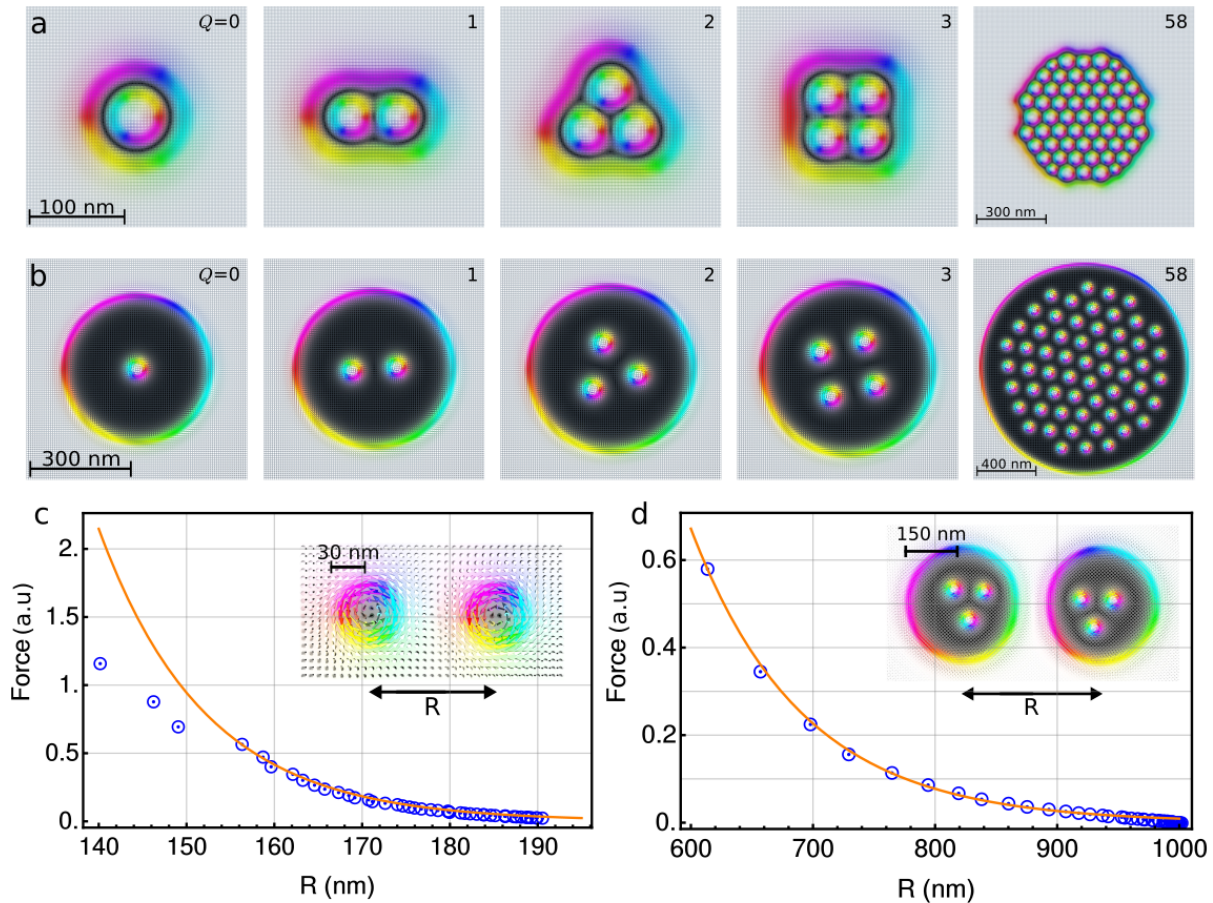 a Q=0 1 2 3 58
100 nm 300 nm
b Q=0 1 2 3 58
300 nm 400 nm
c d
2. 1.5 1. 0.5 0.
Force (a.u)
30 nm
R
140 150 160 170 180 190
R (nm)
0.6 0.4 0.2 0.
Force (a.u)
150 nm
R
600 700 800 900 1000
R (nm)